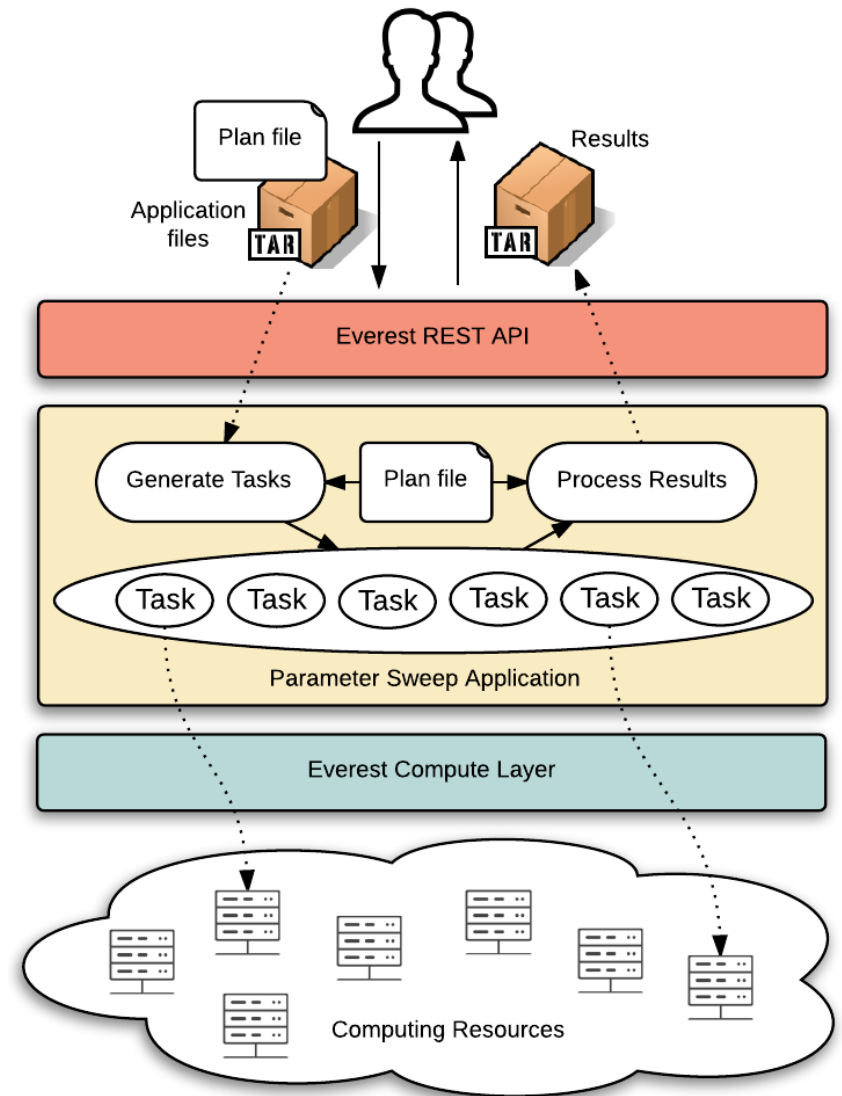 Plan file
Results
Application
files
TAR
TAR
Everest REST API
Generate Tasks
Plan file
Process Results
Task
Task
Task
Task
Task
Task
Parameter Sweep Application
Everest Compute Layer
Computing Resources